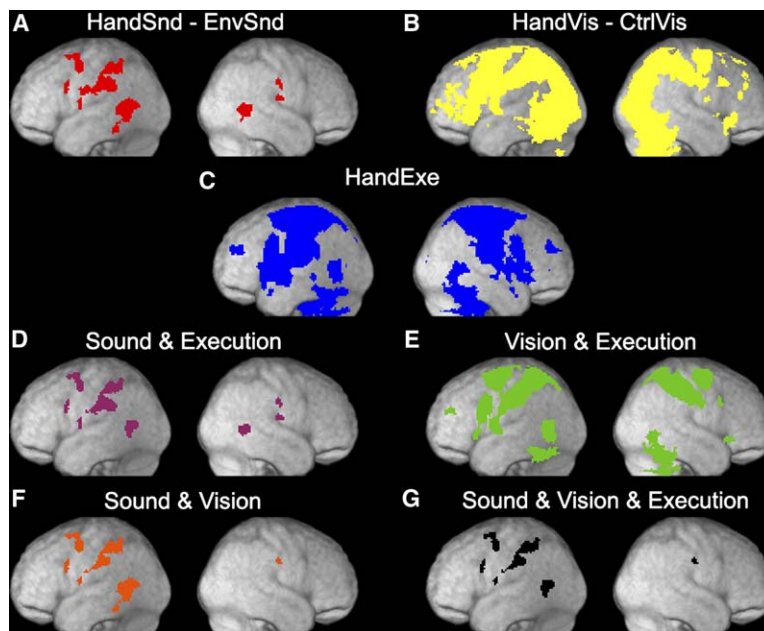 A HandSnd - EnvSnd
B HandVis - CtrlVis
C HandExe
D Sound & Execution
E Vision & Execution
F Sound & Vision
G Sound & Vision & Execution